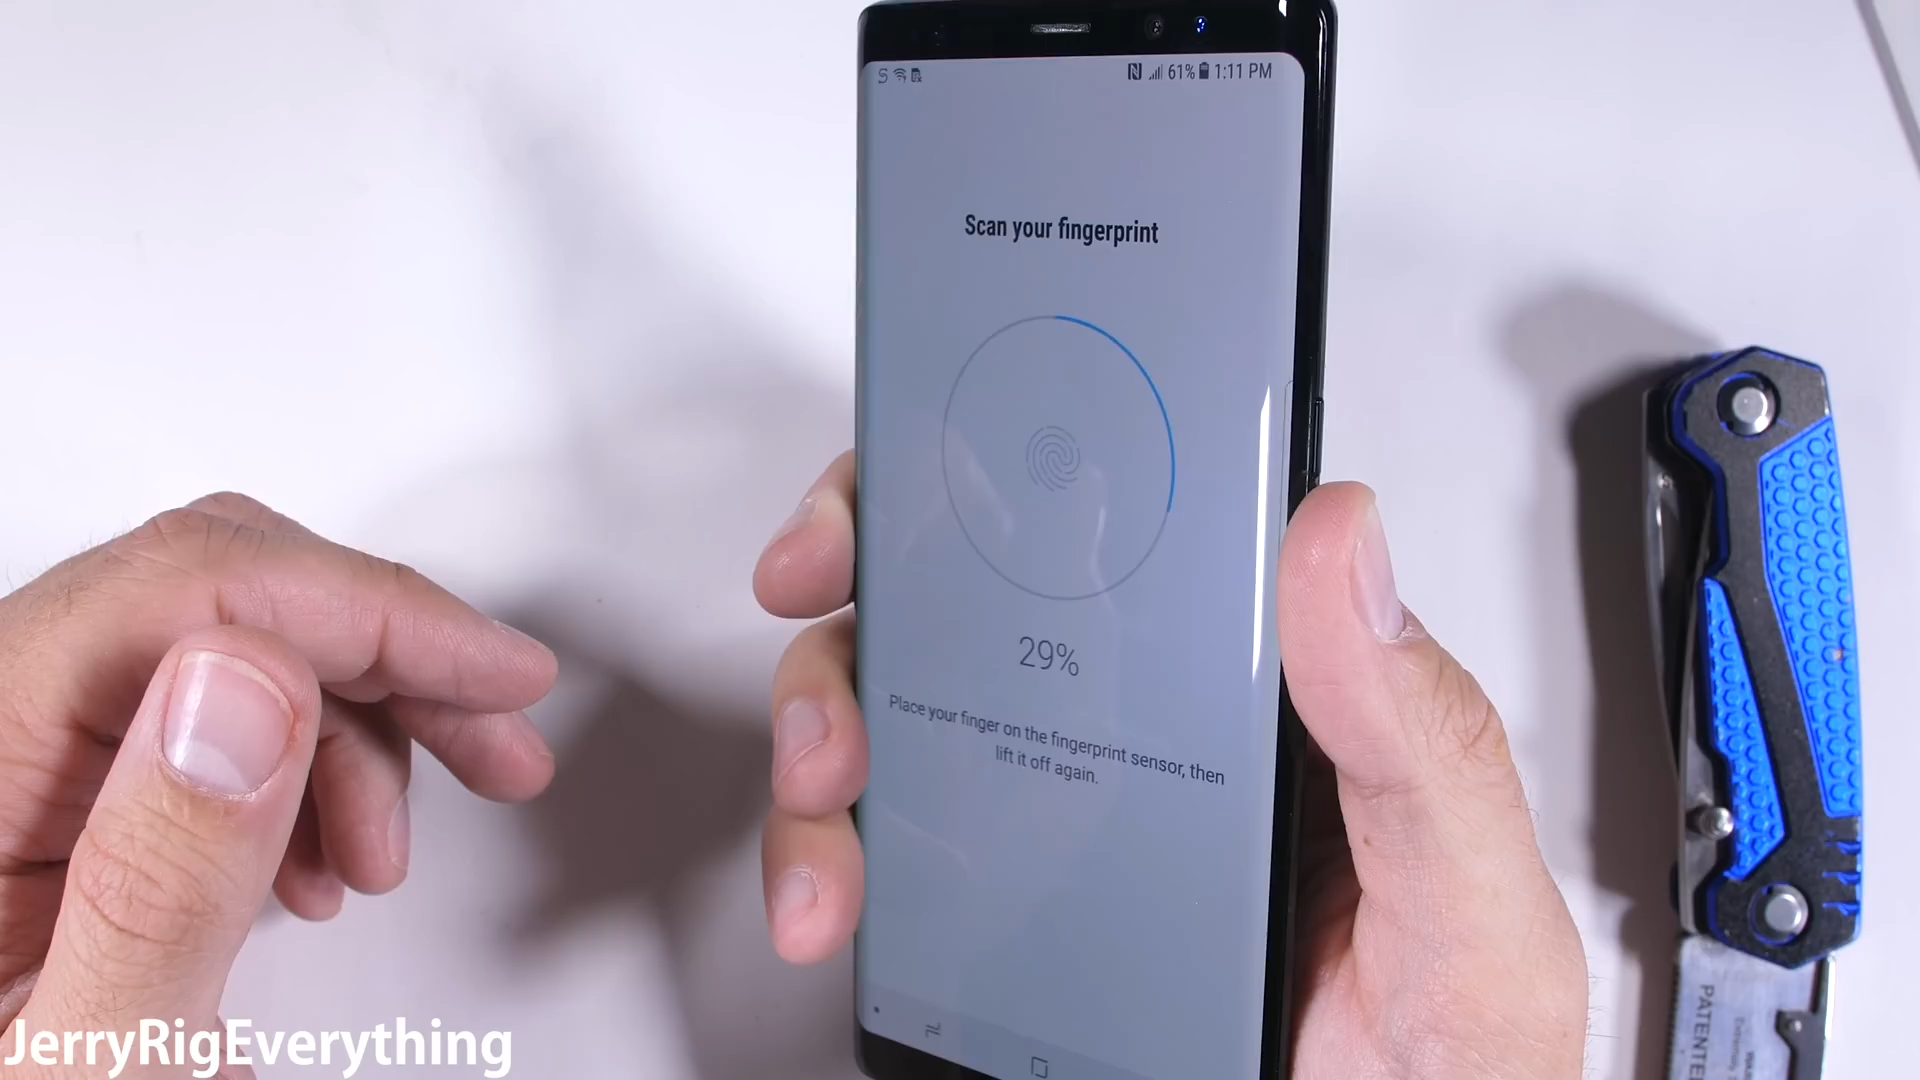 61% 1:11 PM
Scan your fingerprint
29%
Place your finger on the fingerprint sensor, then
lift it off again.
JerryRigEverything
PATENTE